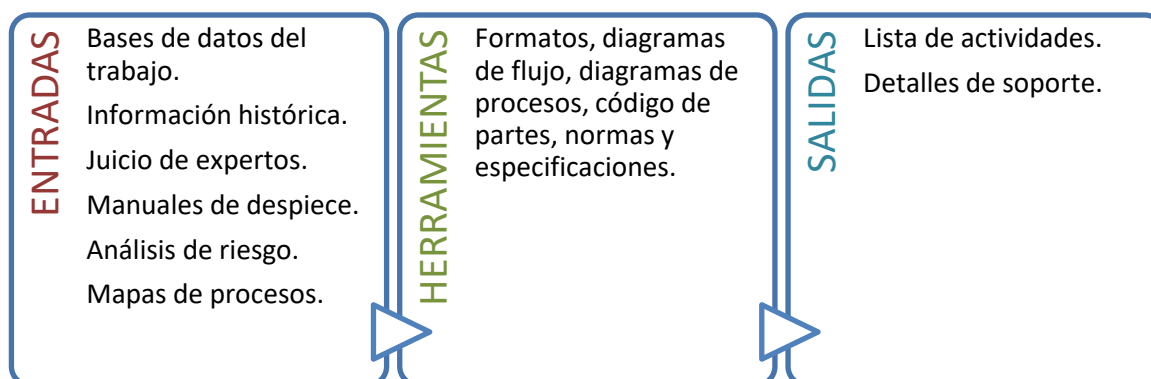 ENTRADAS
Bases de datos del
trabajo.
Información histórica.
Juicio de expertos.
Manuales de despiece.
Análisis de riesgo.
Mapas de procesos.
HERRAMIENTAS
Formatos, diagramas
de flujo, diagramas de
procesos, código de
partes, normas y
especificaciones.
SALIDAS
Lista de actividades.
Detalles de soporte.